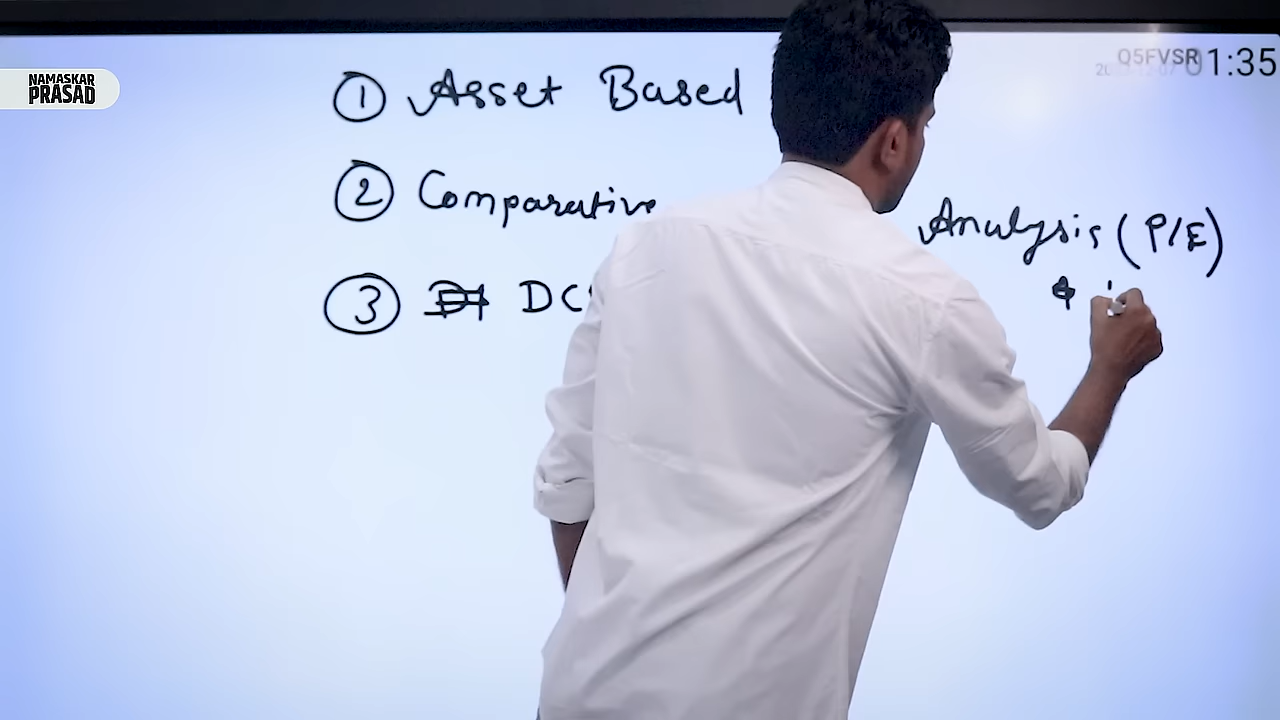 NAMASKAR
PRASAD
Q5FVSR
01:35
① Asset Based
② Comparative Analysis (P/E)
③ DC